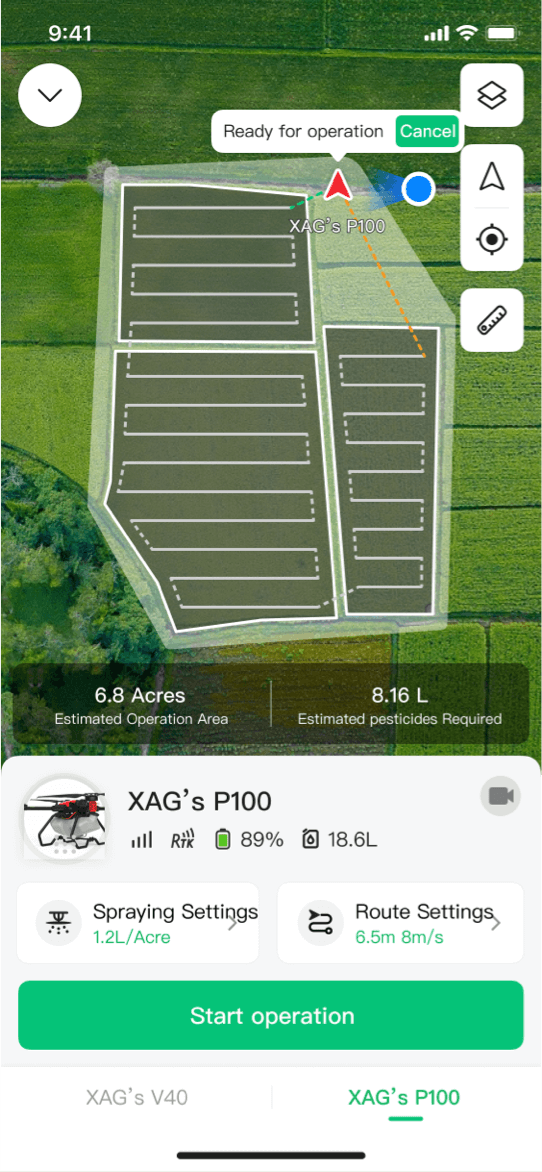 9:41
Ready for operation Cancel
XAG's P100
6.8 Acres
Estimated Operation Area
8.16 L
Estimated pesticides Required
XAG's P100
RTK 89% 18.6L
Spraying Settings
1.2L/Acre
Route Settings
6.5m 8m/s
Start operation
XAG's V40
XAG's P100